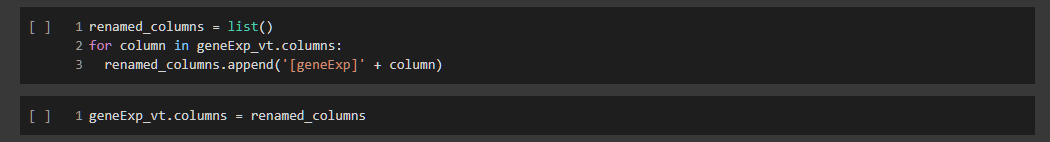 [ ] 1 renamed_columns = list()
2 for column in geneExp_vt.columns:
3   renamed_columns.append('[geneExp]' + column)
[ ] 1 geneExp_vt.columns = renamed_columns